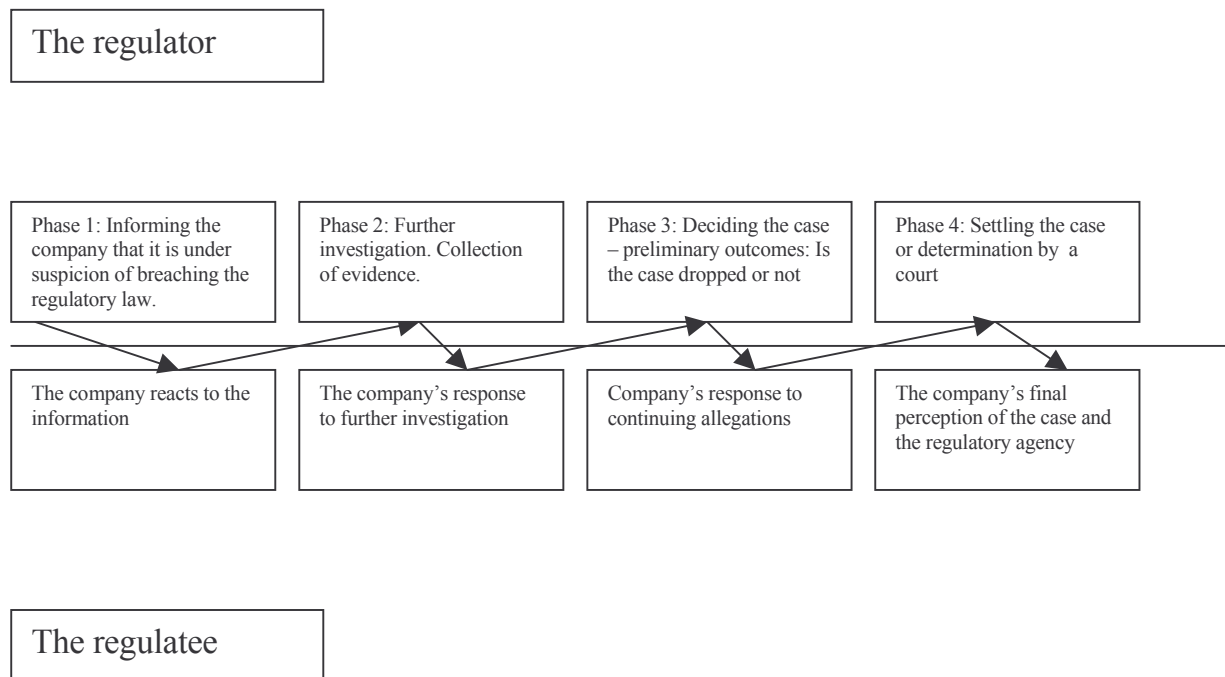 The regulator
Phase 1: Informing the
company that it is under
suspicion of breaching the
regulatory law.
Phase 2: Further
investigation. Collection
of evidence.
Phase 3: Deciding the case
– preliminary outcomes: Is
the case dropped or not
Phase 4: Settling the case
or determination by a
court
The company reacts to the
information
The company’s response
to further investigation
Company’s response to
continuing allegations
The company’s final
perception of the case and
the regulatory agency
The regulatee